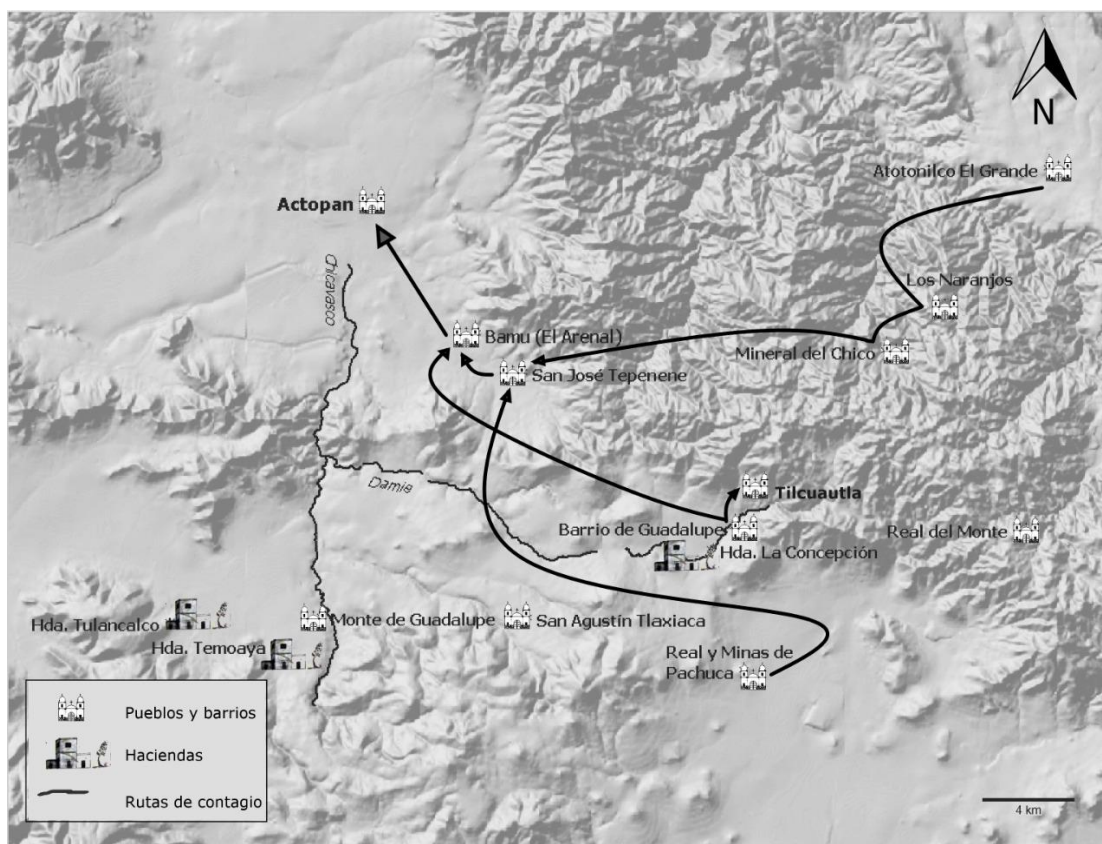 N
Atotonilco El Grande
Actopan
Chicavasco
Los Naranjos
Bamu (El Arenal)
Mineral del Chico
San José Tepenene
Damie
Tilcuautla
Barrio de Guadalupe
Real del Monte
Hda. La Concepción
Hda. Tulancalco
Monte de Guadalupe
San Agustín Tlaxiaca
Hda. Temoaya
Real y Minas de
Pachuca
Pueblos y barrios
Haciendas
Rutas de contagio
4 km